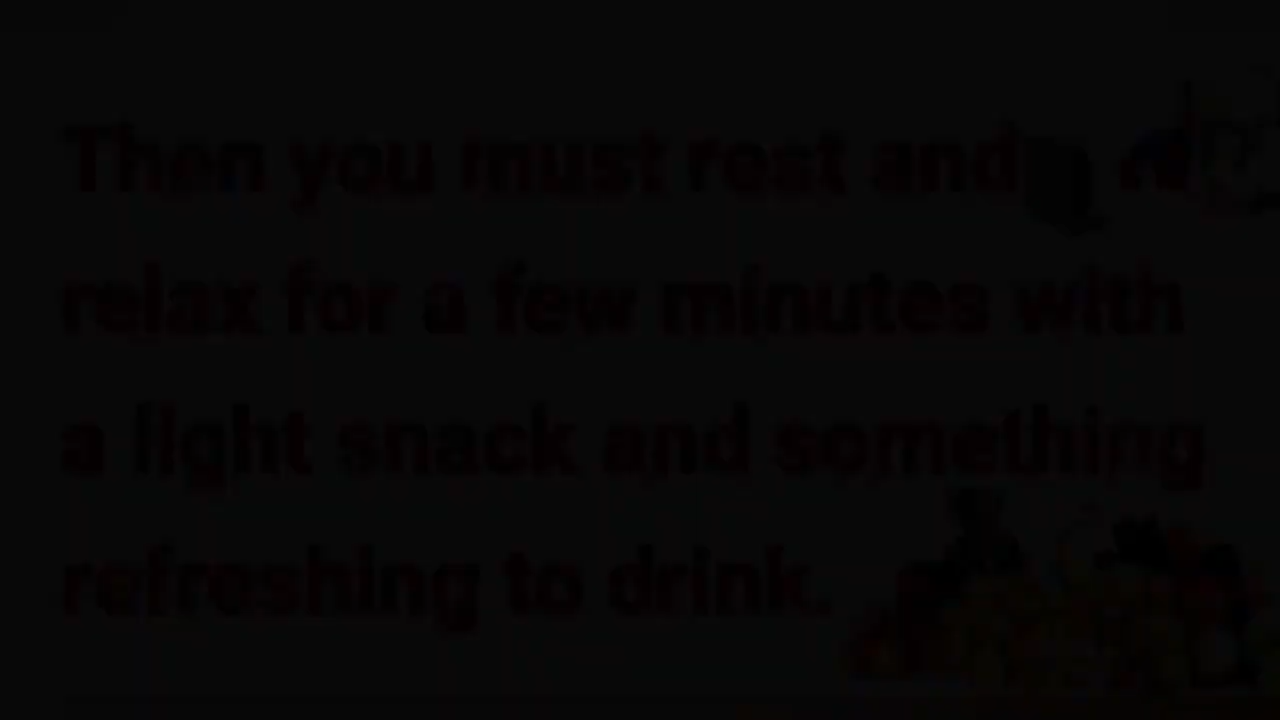 Then you must rest and
relax for a few minutes with
a light snack and something
refreshing to drink.